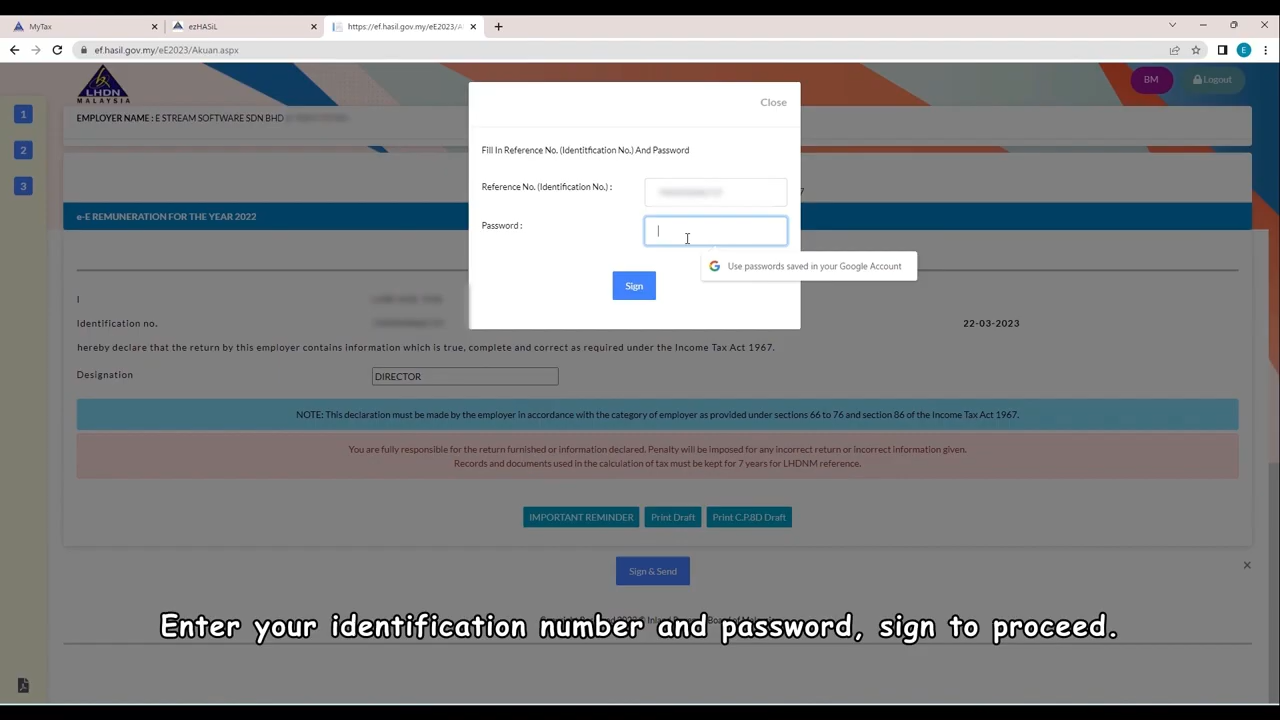 MyTax
ezHASiL
https://ef.hasil.gov.my/eE2023/A
ef.hasil.gov.my/eE2023/Akuan.aspx
E
LHDN
MALAYSIA
BM
Logout
1
2
3
EMPLOYER NAME : E STREAM SOFTWARE SDN BHD
7
e-E REMUNERATION FOR THE YEAR 2022
Close
Fill In Reference No. (Identitfication No.) And Password
Reference No. (Identification No.) :
Password :
Use passwords saved in your Google Account
Sign
I
Identification no.
22-03-2023
hereby declare that the return by this employer contains information which is true, complete and correct as required under the Income Tax Act 1967.
Designation
DIRECTOR
NOTE: This declaration must be made by the employer in accordance with the category of employer as provided under sections 66 to 76 and section 86 of the Income Tax Act 1967.
You are fully responsible for the return furnished or information declared. Penalty will be imposed for any incorrect return or incorrect information given.
Records and documents used in the calculation of tax must be kept for 7 years for LHDNM reference.
IMPORTANT REMINDER
Print Draft
Print C.P.8D Draft
Sign & Send
Enter your identification number and password, sign to proceed.